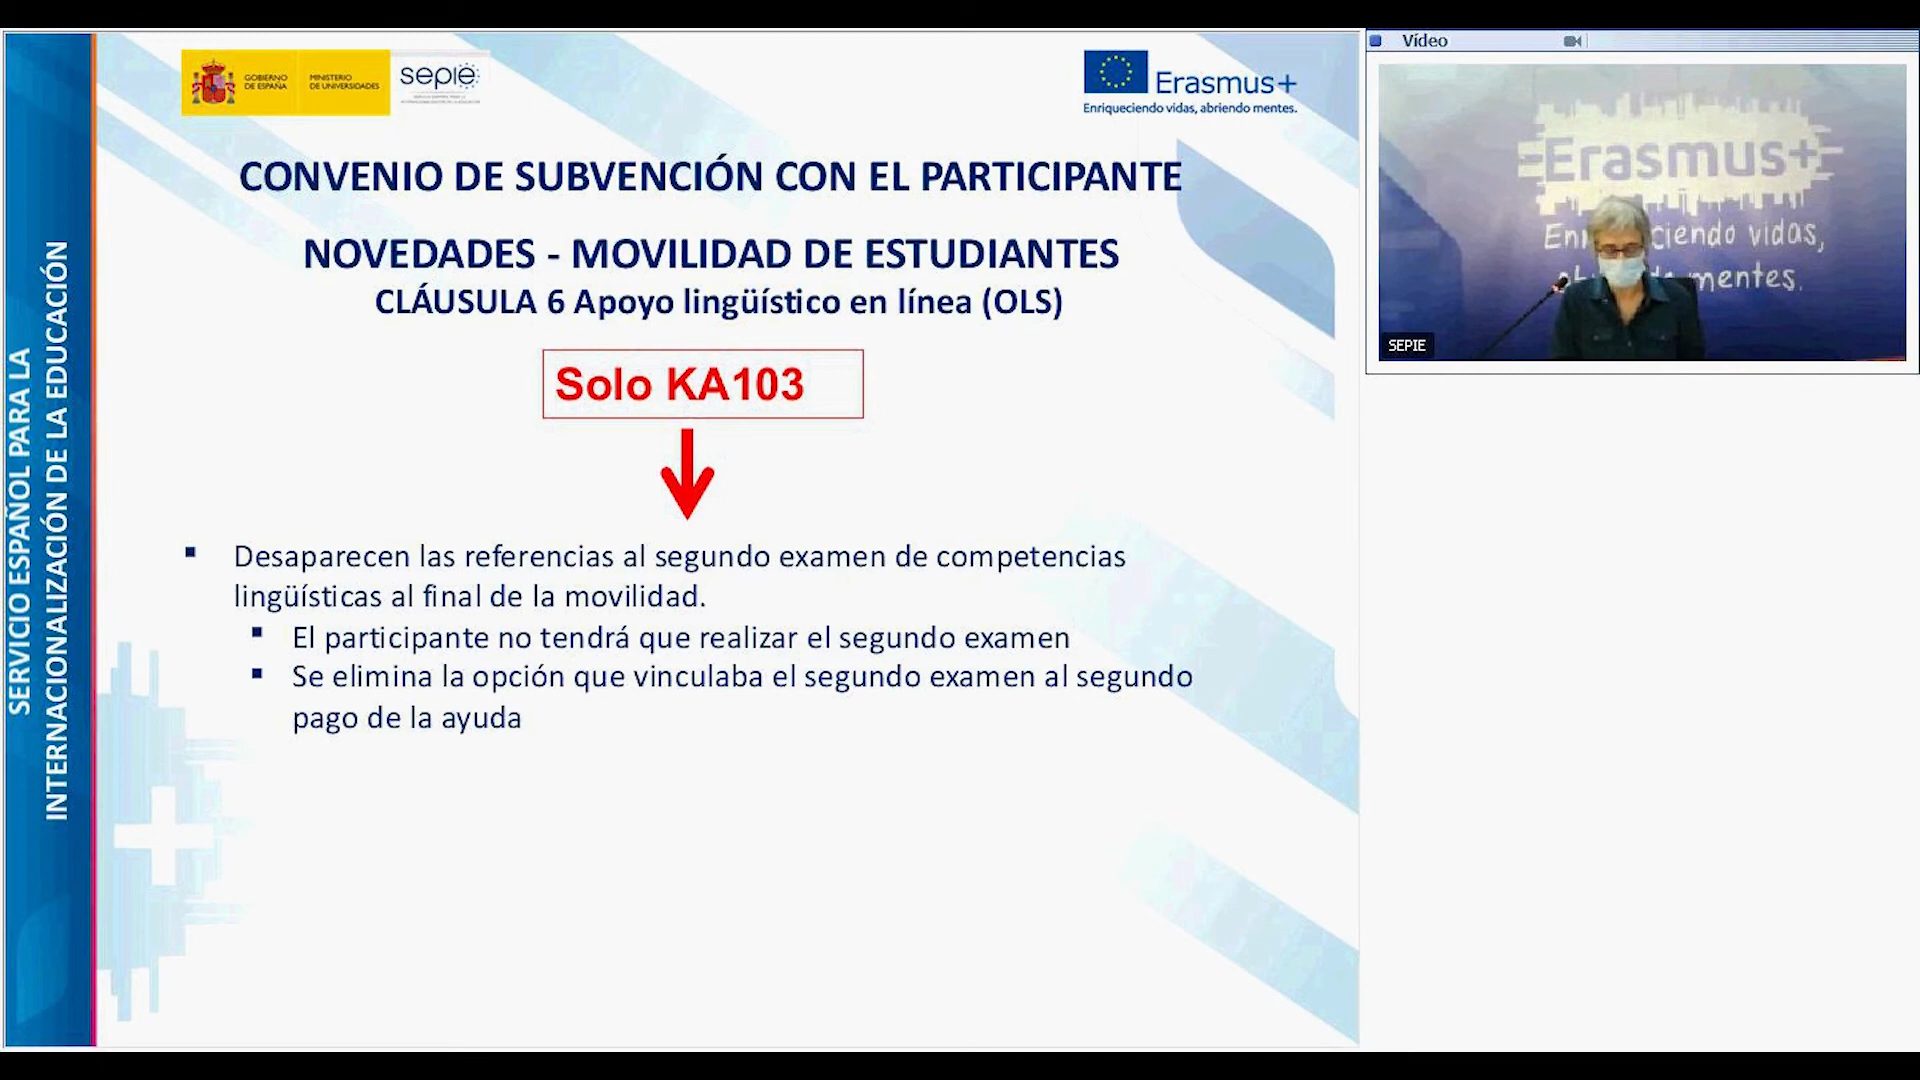 SERVICIO ESPAÑOL PARA LA
INTERNACIONALIZACIÓN DE LA EDUCACIÓN
GOBIERNO
DE ESPAÑA
MINISTERIO
DE UNIVERSIDADES
sepie
Erasmus+
Enriqueciendo vidas, abriendo mentes.
CONVENIO DE SUBVENCIÓN CON EL PARTICIPANTE
NOVEDADES - MOVILIDAD DE ESTUDIANTES
CLÁUSULA 6 Apoyo lingüístico en línea (OLS)
Solo KA103
▪ Desaparecen las referencias al segundo examen de competencias
lingüísticas al final de la movilidad.
▪ El participante no tendrá que realizar el segundo examen
▪ Se elimina la opción que vinculaba el segundo examen al segundo
pago de la ayuda
Vídeo
Erasmus+
ciendo vidas,
mentes.
SEPIE